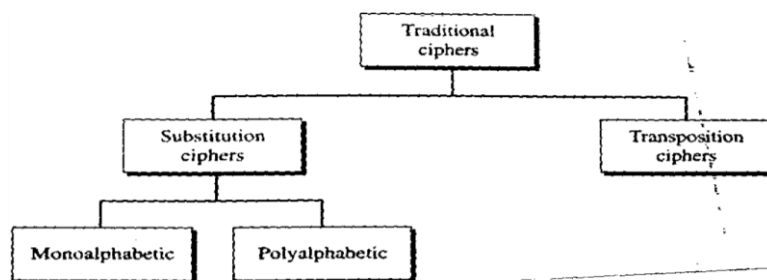 Traditional
ciphers
Substitution
ciphers
Transposition
ciphers
Monoalphabetic
Polyalphabetic